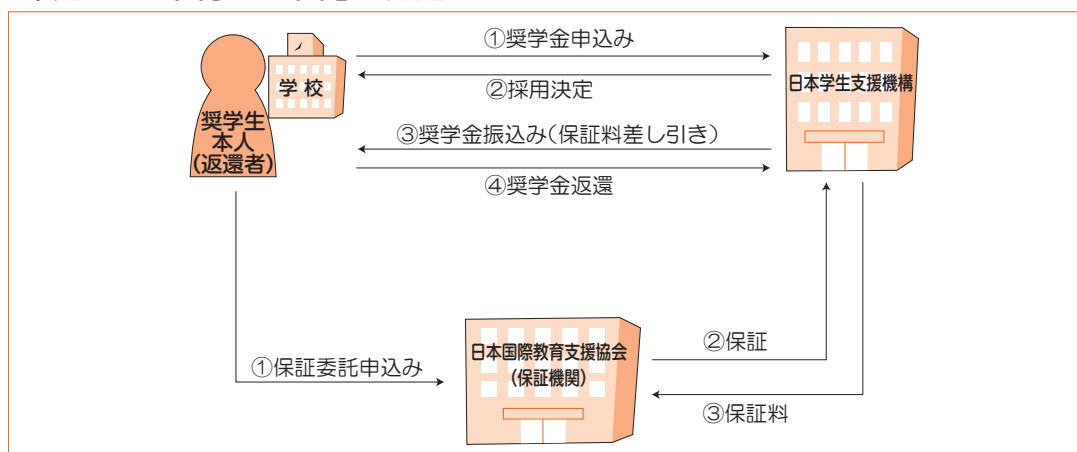 ①奨学金申込み
学校
②採用決定
日本学生支援機構
奨学生
本人
(返還者)
③奨学金振込み(保証料差し引き)
④奨学金返還
②保証
日本国際教育支援協会
(保証機関)
①保証委託申込み
③保証料